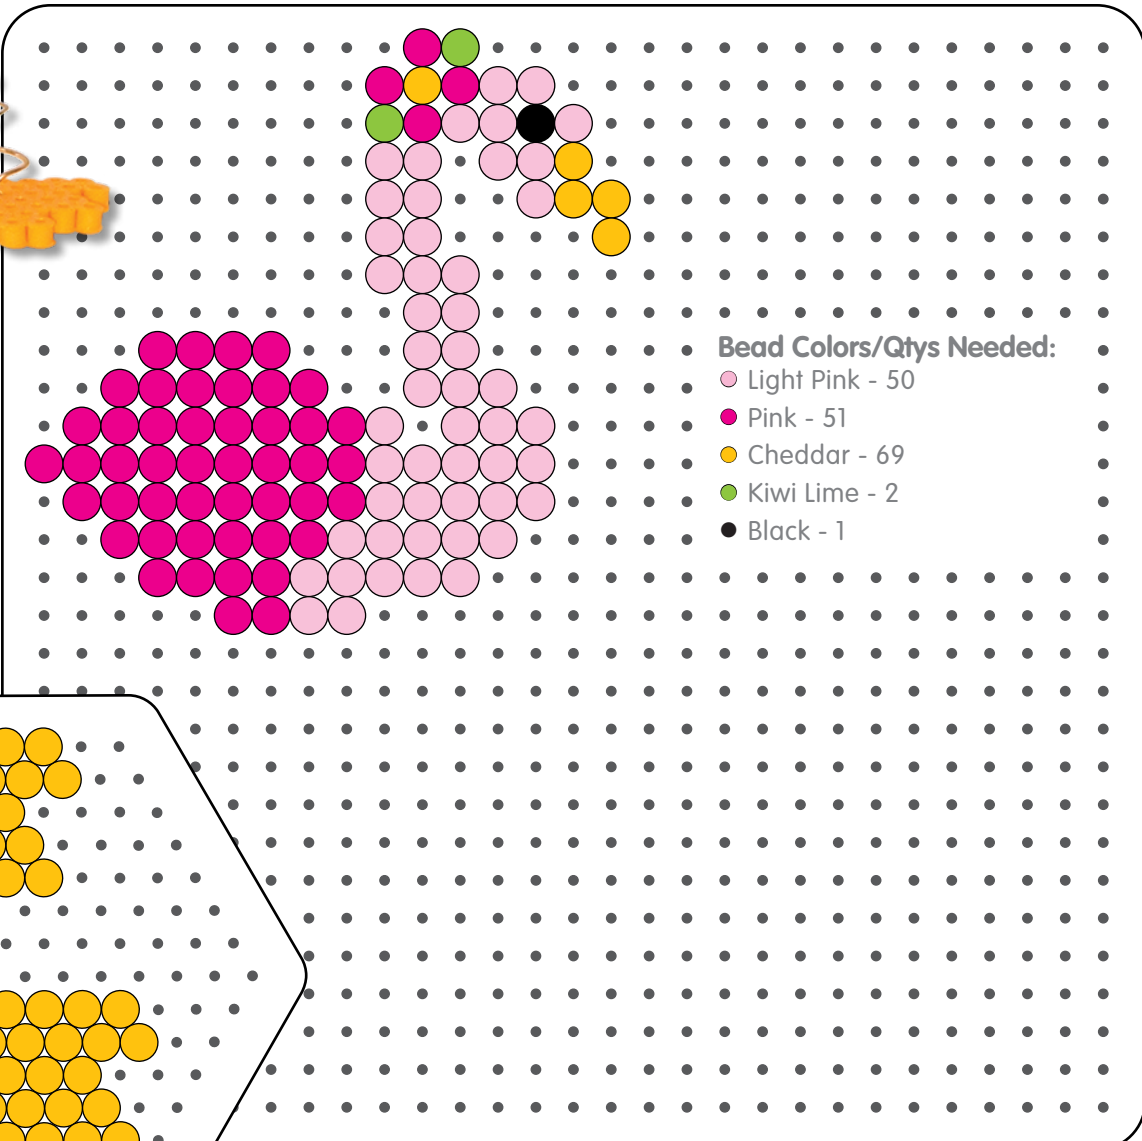 Bead Colors/Qtys Needed:
Light Pink - 50
Pink - 51
Cheddar - 69
Kiwi Lime - 2
Black - 1